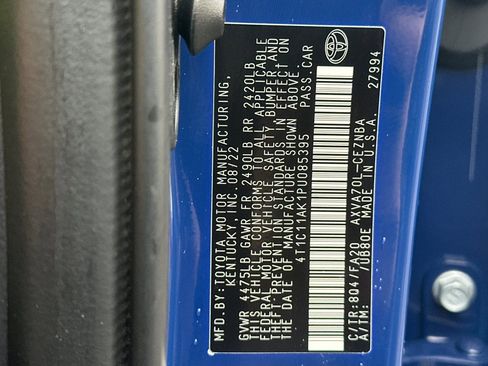 MFD.BY:TOYOTA MOTOR MANUFACTURING,
KENTUCKY, INC. 08/22
GVWR 4475LB GAWR FR 2490LB RR 2420LB
THIS VEHICLE CONFORMS TO ALL APPLICABLE
FEDERAL MOTOR VEHICLE SAFETY BUMPER AND
THEFT PREVENTION STANDARDS IN EFFECT ON
THE DATE OF MANUFACTURE SHOWN ABOVE.
4T1C11AK1PU085395 PASS.CAR
C/TR:8Q4/FA20 AXVA70L-CEZNBA
A/TM: /UB80E MADE IN U.S.A.
27994